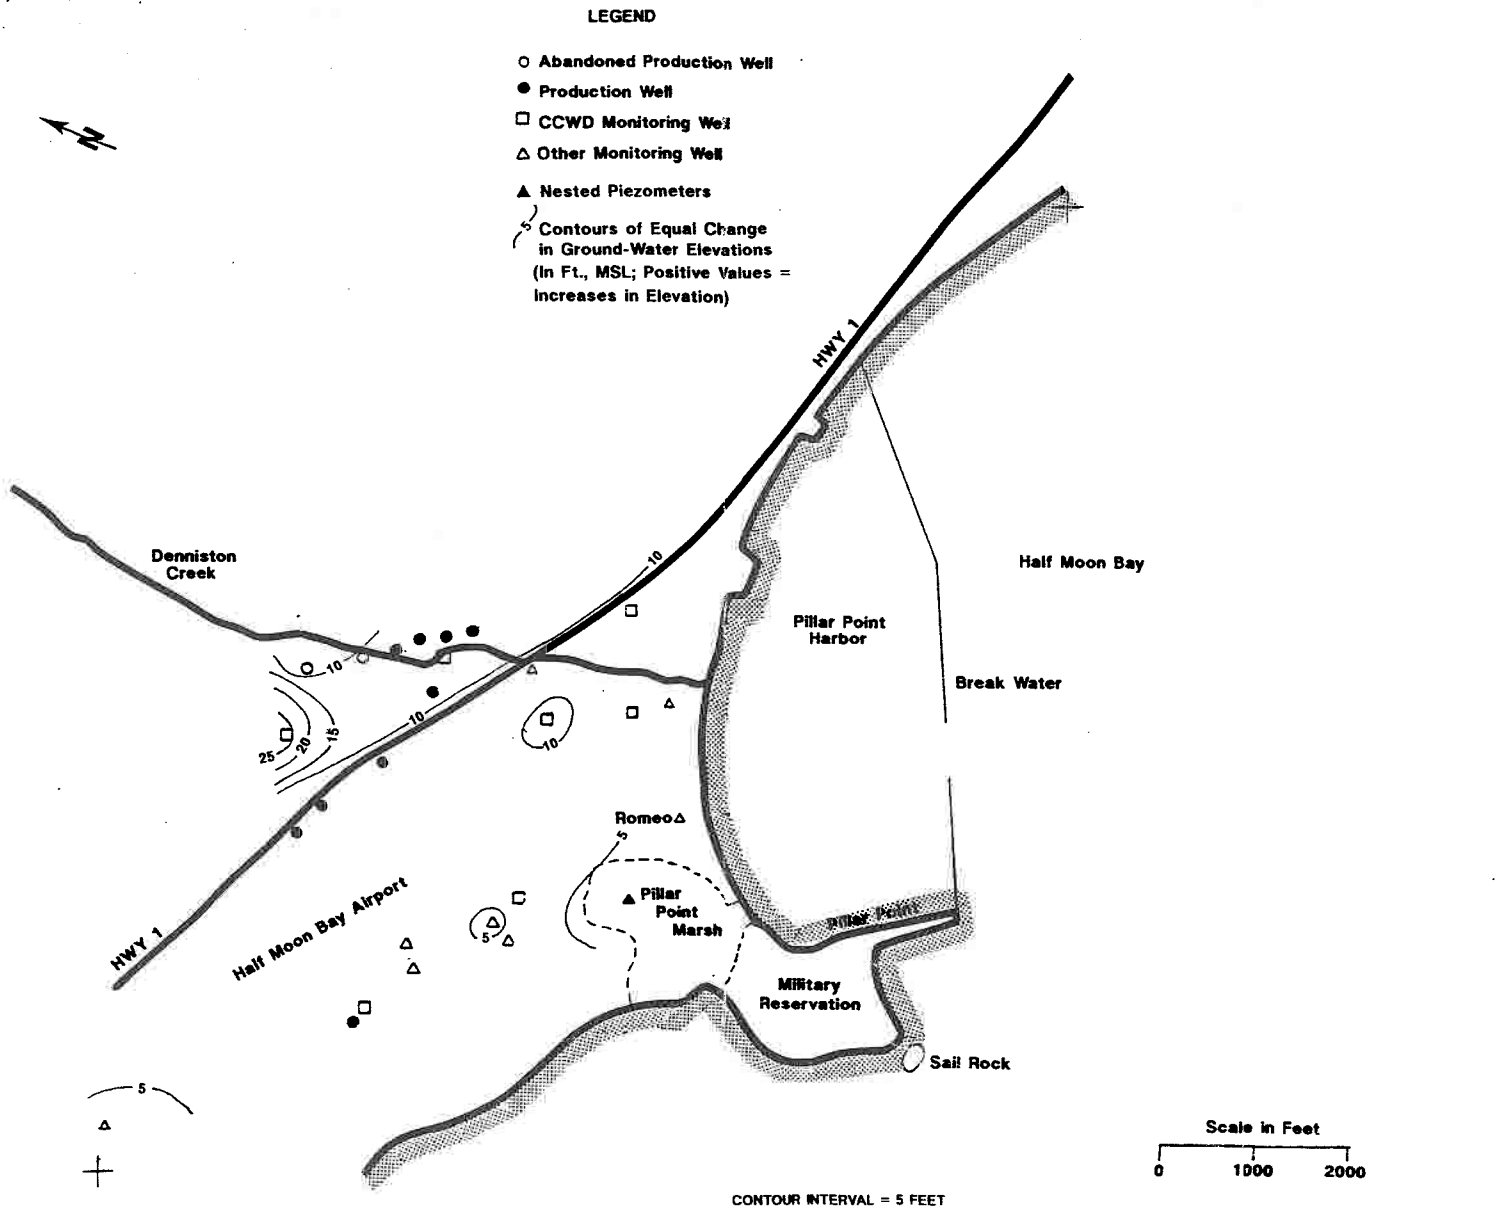 LEGEND
Abandoned Production Well
Production Well
CCWD Monitoring Well
Other Monitoring Well
Nested Piezometers
5
Contours of Equal Change
in Ground-Water Elevations
(In Ft., MSL; Positive Values =
Increases in Elevation)
N
HWY 1
Denniston
Creek
10
Half Moon Bay
Pillar Point
Harbor
Break Water
10
10
10
15
20
25
Romeo
5
Pillar
Point
Marsh
Pillar Point
Half Moon Bay Airport
HWY 1
5
Military
Reservation
Sail Rock
5
Scale in Feet
0 1000 2000
CONTOUR INTERVAL = 5 FEET